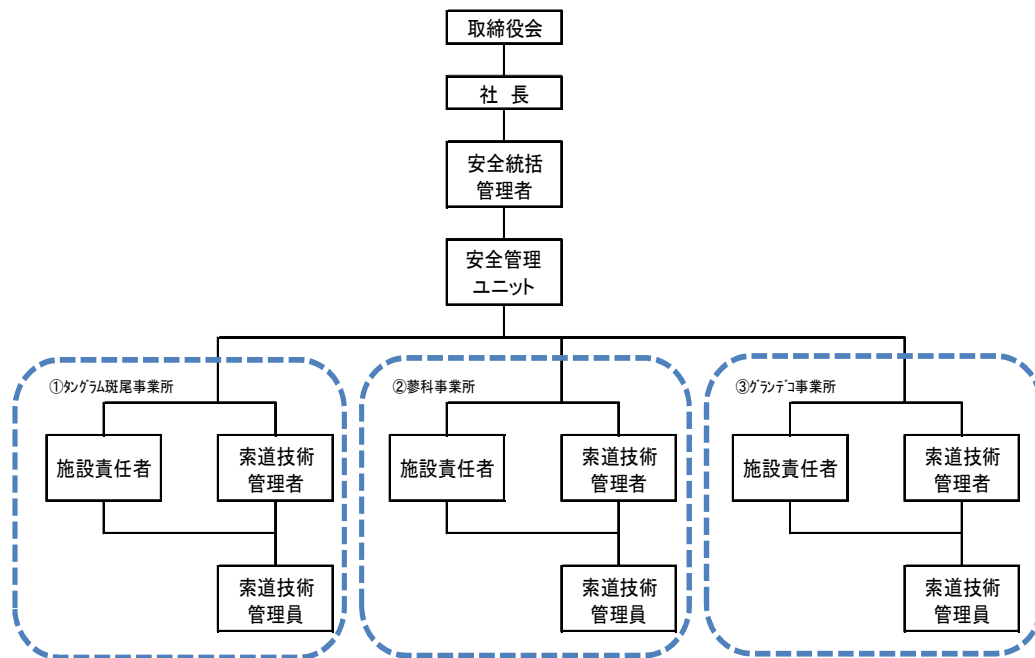 取締役会
社 長
安全統括
管理者
安全管理
ユニット
①ﾀﾝｸﾞﾗﾑ斑尾事業所
施設責任者
索道技術
管理者
索道技術
管理員
②蓼科事業所
施設責任者
索道技術
管理者
索道技術
管理員
③ｸﾞﾗﾝﾃﾞｺ事業所
施設責任者
索道技術
管理者
索道技術
管理員